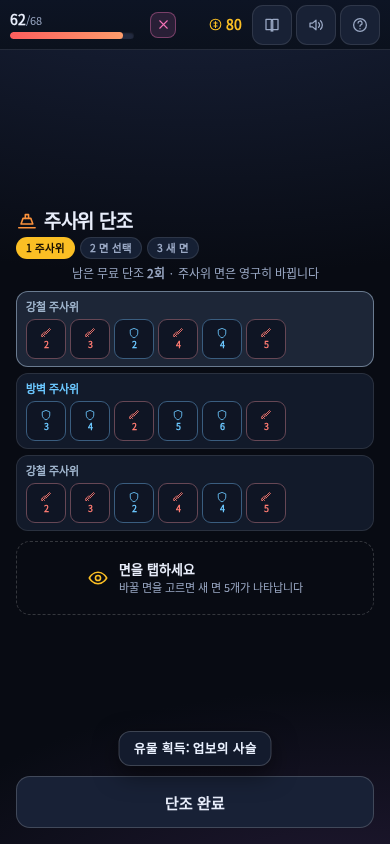 62/68
80
주사위 단조
1 주사위
2 면 선택
3 새 면
남은 무료 단조 2회 · 주사위 면은 영구히 바뀝니다
강철 주사위
2 3 2 4 4 5
방벽 주사위
3 4 2 5 6 3
강철 주사위
2 3 2 4 4 5
면을 탭하세요
바꿀 면을 고르면 새 면 5개가 나타납니다
유물 획득: 업보의 사슬
단조 완료